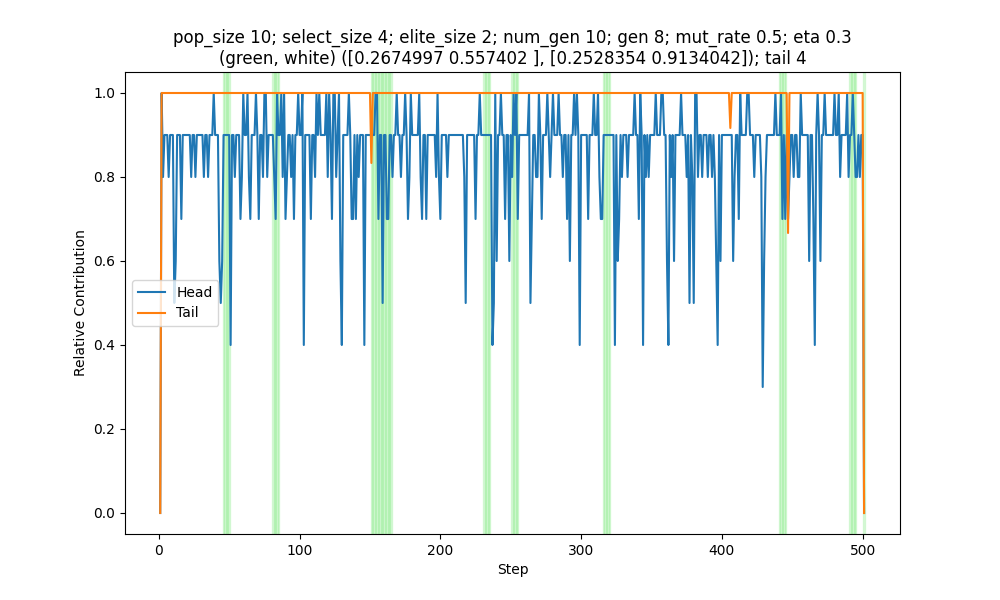 pop_size 10; select_size 4; elite_size 2; num_gen 10; gen 8; mut_rate 0.5; eta 0.3
(green, white) ([0.2674997 0.557402 ], [0.2528354 0.9134042]); tail 4
1.0
0.8
0.6
0.4
0.2
0.0
Relative Contribution
Head
Tail
0
100
200
300
400
500
Step